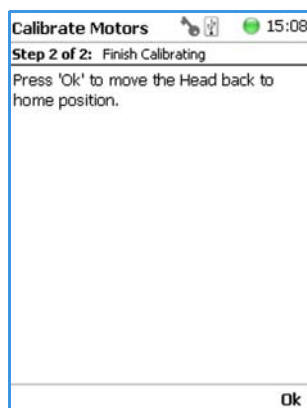 Calibrate Motors 15:08
Step 2 of 2: Finish Calibrating
Press 'Ok' to move the Head back to
home position.
Ok